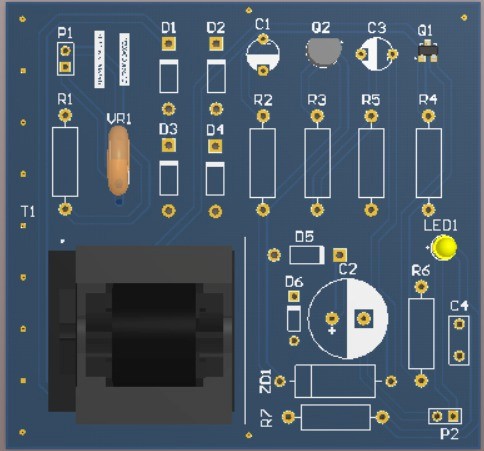 P1 D1 D2 C1 Q2 C3 Q1
R1 VR1 R2 R3 R5 R4
D3 D4
T1
LED1
D5
C2
D6 R6
C4
ZD1
R7
P2
+